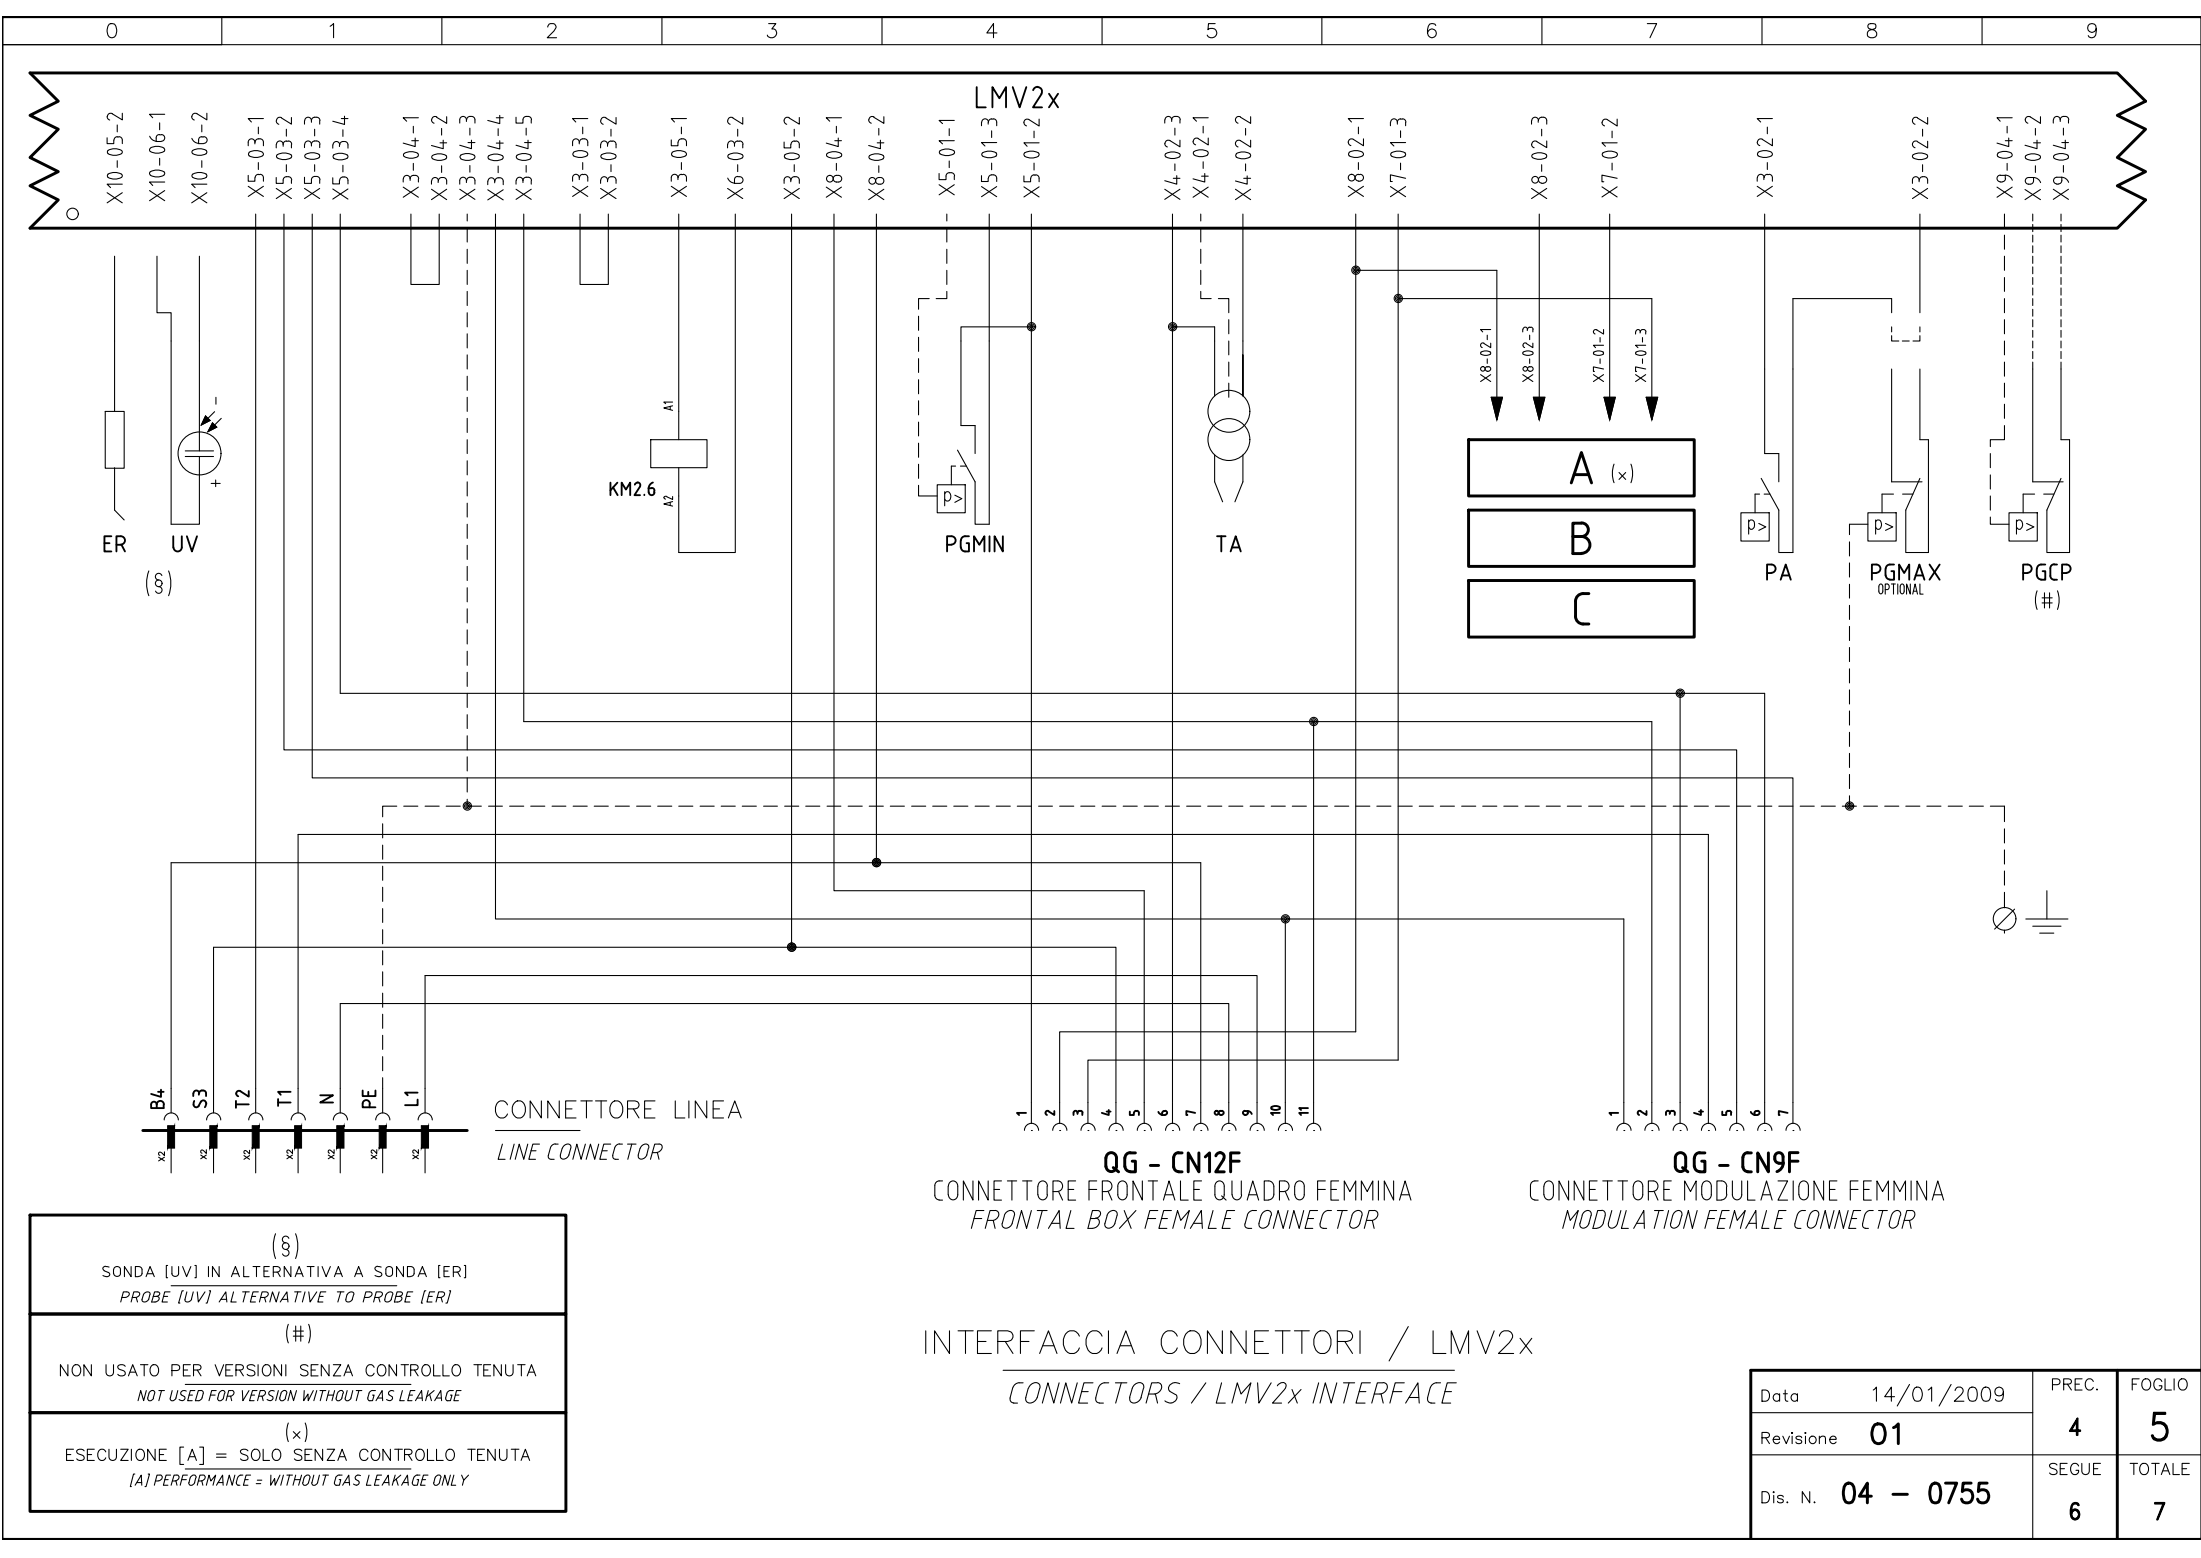 0 1 2 3 4 5 6 7 8 9
LMV2x
X10-05-2
X10-06-1
X10-06-2
X5-03-1
X5-03-2
X5-03-3
X5-03-4
X3-04-1
X3-04-2
X3-04-3
X3-04-4
X3-04-5
X3-03-1
X3-03-2
X3-05-1
X6-03-2
X3-05-2
X8-04-1
X8-04-2
X5-01-1
X5-01-3
X5-01-2
X4-02-3
X4-02-1
X4-02-2
X8-02-1
X7-01-3
X8-02-3
X7-01-2
X3-02-1
X3-02-2
X9-04-1
X9-04-2
X9-04-3
X8-02-1
X8-02-3
X7-01-2
X7-01-3
- +
A1
KM2.6
A2
p>
p>
p>
p>
A (x)
B
C
ER UV
(§)
PGMIN
TA
PA
PGMAX
OPTIONAL
PGCP
(#)
B4 S3 T2 T1 N PE L1
x2 x2 x2 x2 x2 x2 x2
CONNETTORE LINEA
LINE CONNECTOR
1 2 3 4 5 6 7 8 9 10 11
QG - CN12F
CONNETTORE FRONTALE QUADRO FEMMINA
FRONTAL BOX FEMALE CONNECTOR
1 2 3 4 5 6 7
QG - CN9F
CONNETTORE MODULAZIONE FEMMINA
MODULATION FEMALE CONNECTOR
(§)
SONDA [UV] IN ALTERNATIVA A SONDA [ER]
PROBE [UV] ALTERNATIVE TO PROBE [ER]
(#)
NON USATO PER VERSIONI SENZA CONTROLLO TENUTA
NOT USED FOR VERSION WITHOUT GAS LEAKAGE
(x)
ESECUZIONE [A] = SOLO SENZA CONTROLLO TENUTA
[A] PERFORMANCE = WITHOUT GAS LEAKAGE ONLY
INTERFACCIA CONNETTORI / LMV2x
CONNECTORS / LMV2x INTERFACE
Data 14/01/2009
Revisione 01
Dis. N. 04 - 0755
PREC.
4
FOGLIO
5
SEGUE
6
TOTALE
7